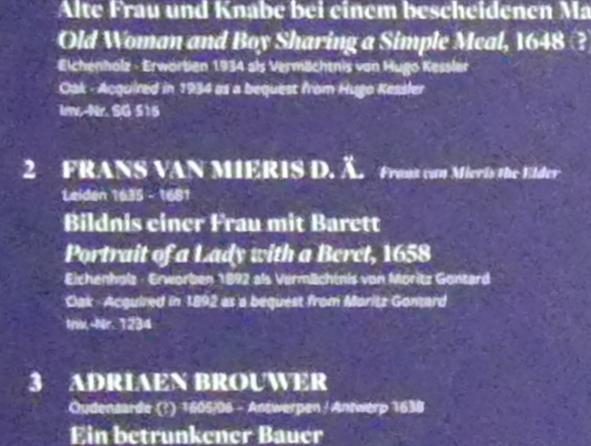 Alte Frau und Knabe bei einem bescheidenen Ma
Old Woman and Boy Sharing a Simple Meal, 1648 (?)
Eichenholz · Erworben 1934 als Vermächtnis von Hugo Kessler
Oak · Acquired in 1934 as a bequest from Hugo Kessler
Inv.-Nr. SG 516
2 FRANS VAN MIERIS D. Ä. Frans van Mieris the Elder
Leiden 1635 – 1681
Bildnis einer Frau mit Barett
Portrait of a Lady with a Beret, 1658
Eichenholz · Erworben 1892 als Vermächtnis von Moritz Gontard
Oak · Acquired in 1892 as a bequest from Moritz Gontard
Inv.-Nr. 1234
3 ADRIAEN BROUWER
Oudenaarde (?) 1605/06 – Antwerpen / Antwerp 1638
Ein betrunkener Bauer